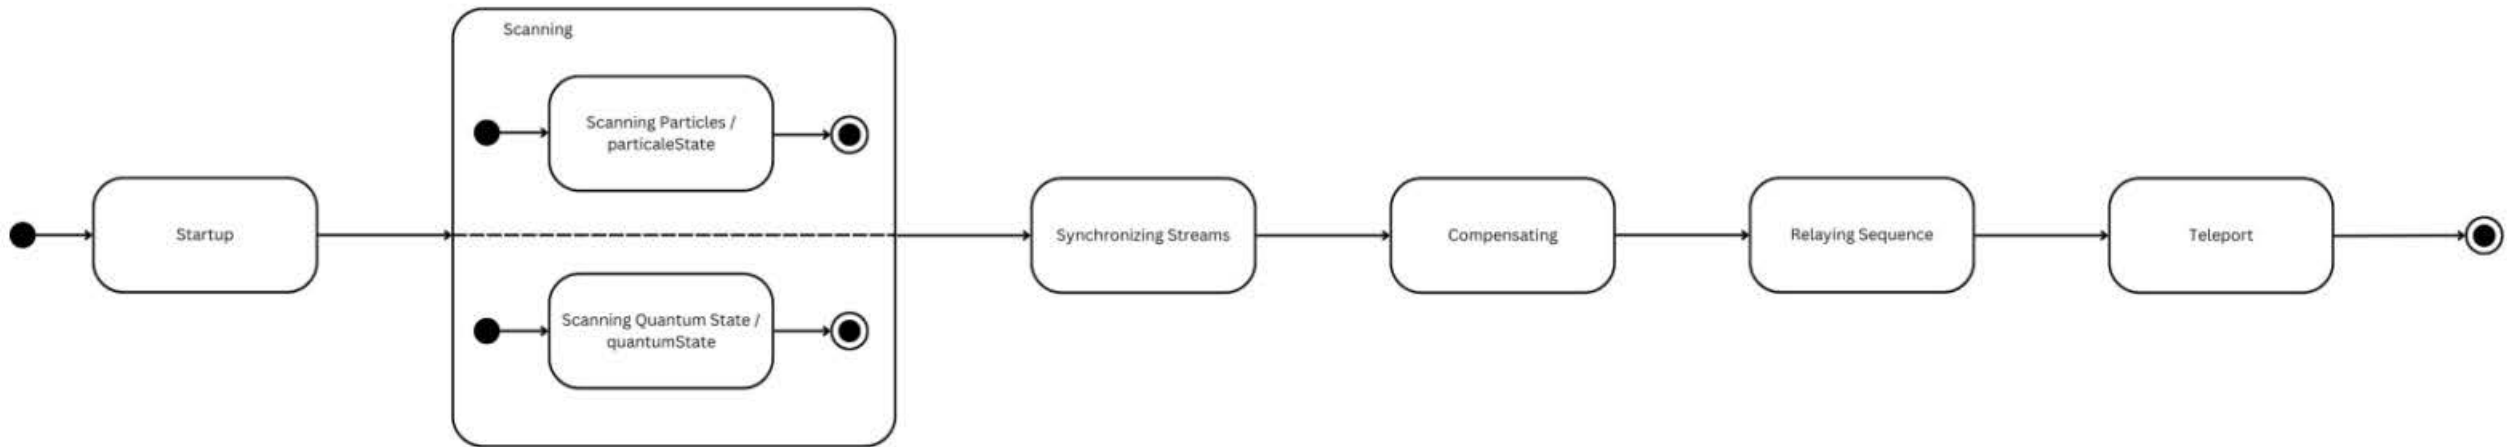 Scanning
Scanning Particles /
particaleState
Startup
Synchronizing Streams
Compensating
Relaying Sequence
Teleport
Scanning Quantum State /
quantumState